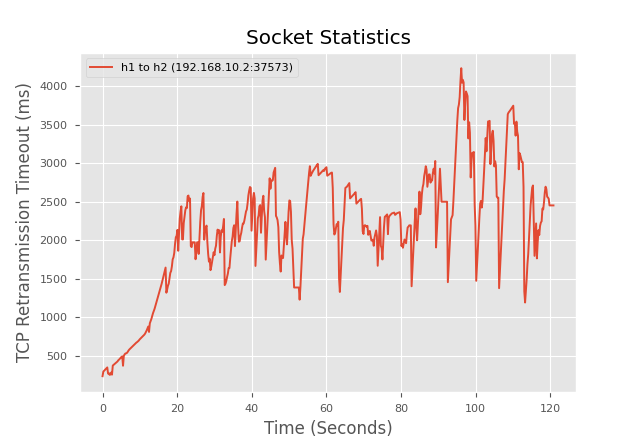 Socket Statistics
h1 to h2 (192.168.10.2:37573)
TCP Retransmission Timeout (ms)
4000
3500
3000
2500
2000
1500
1000
500
0 20 40 60 80 100 120
Time (Seconds)